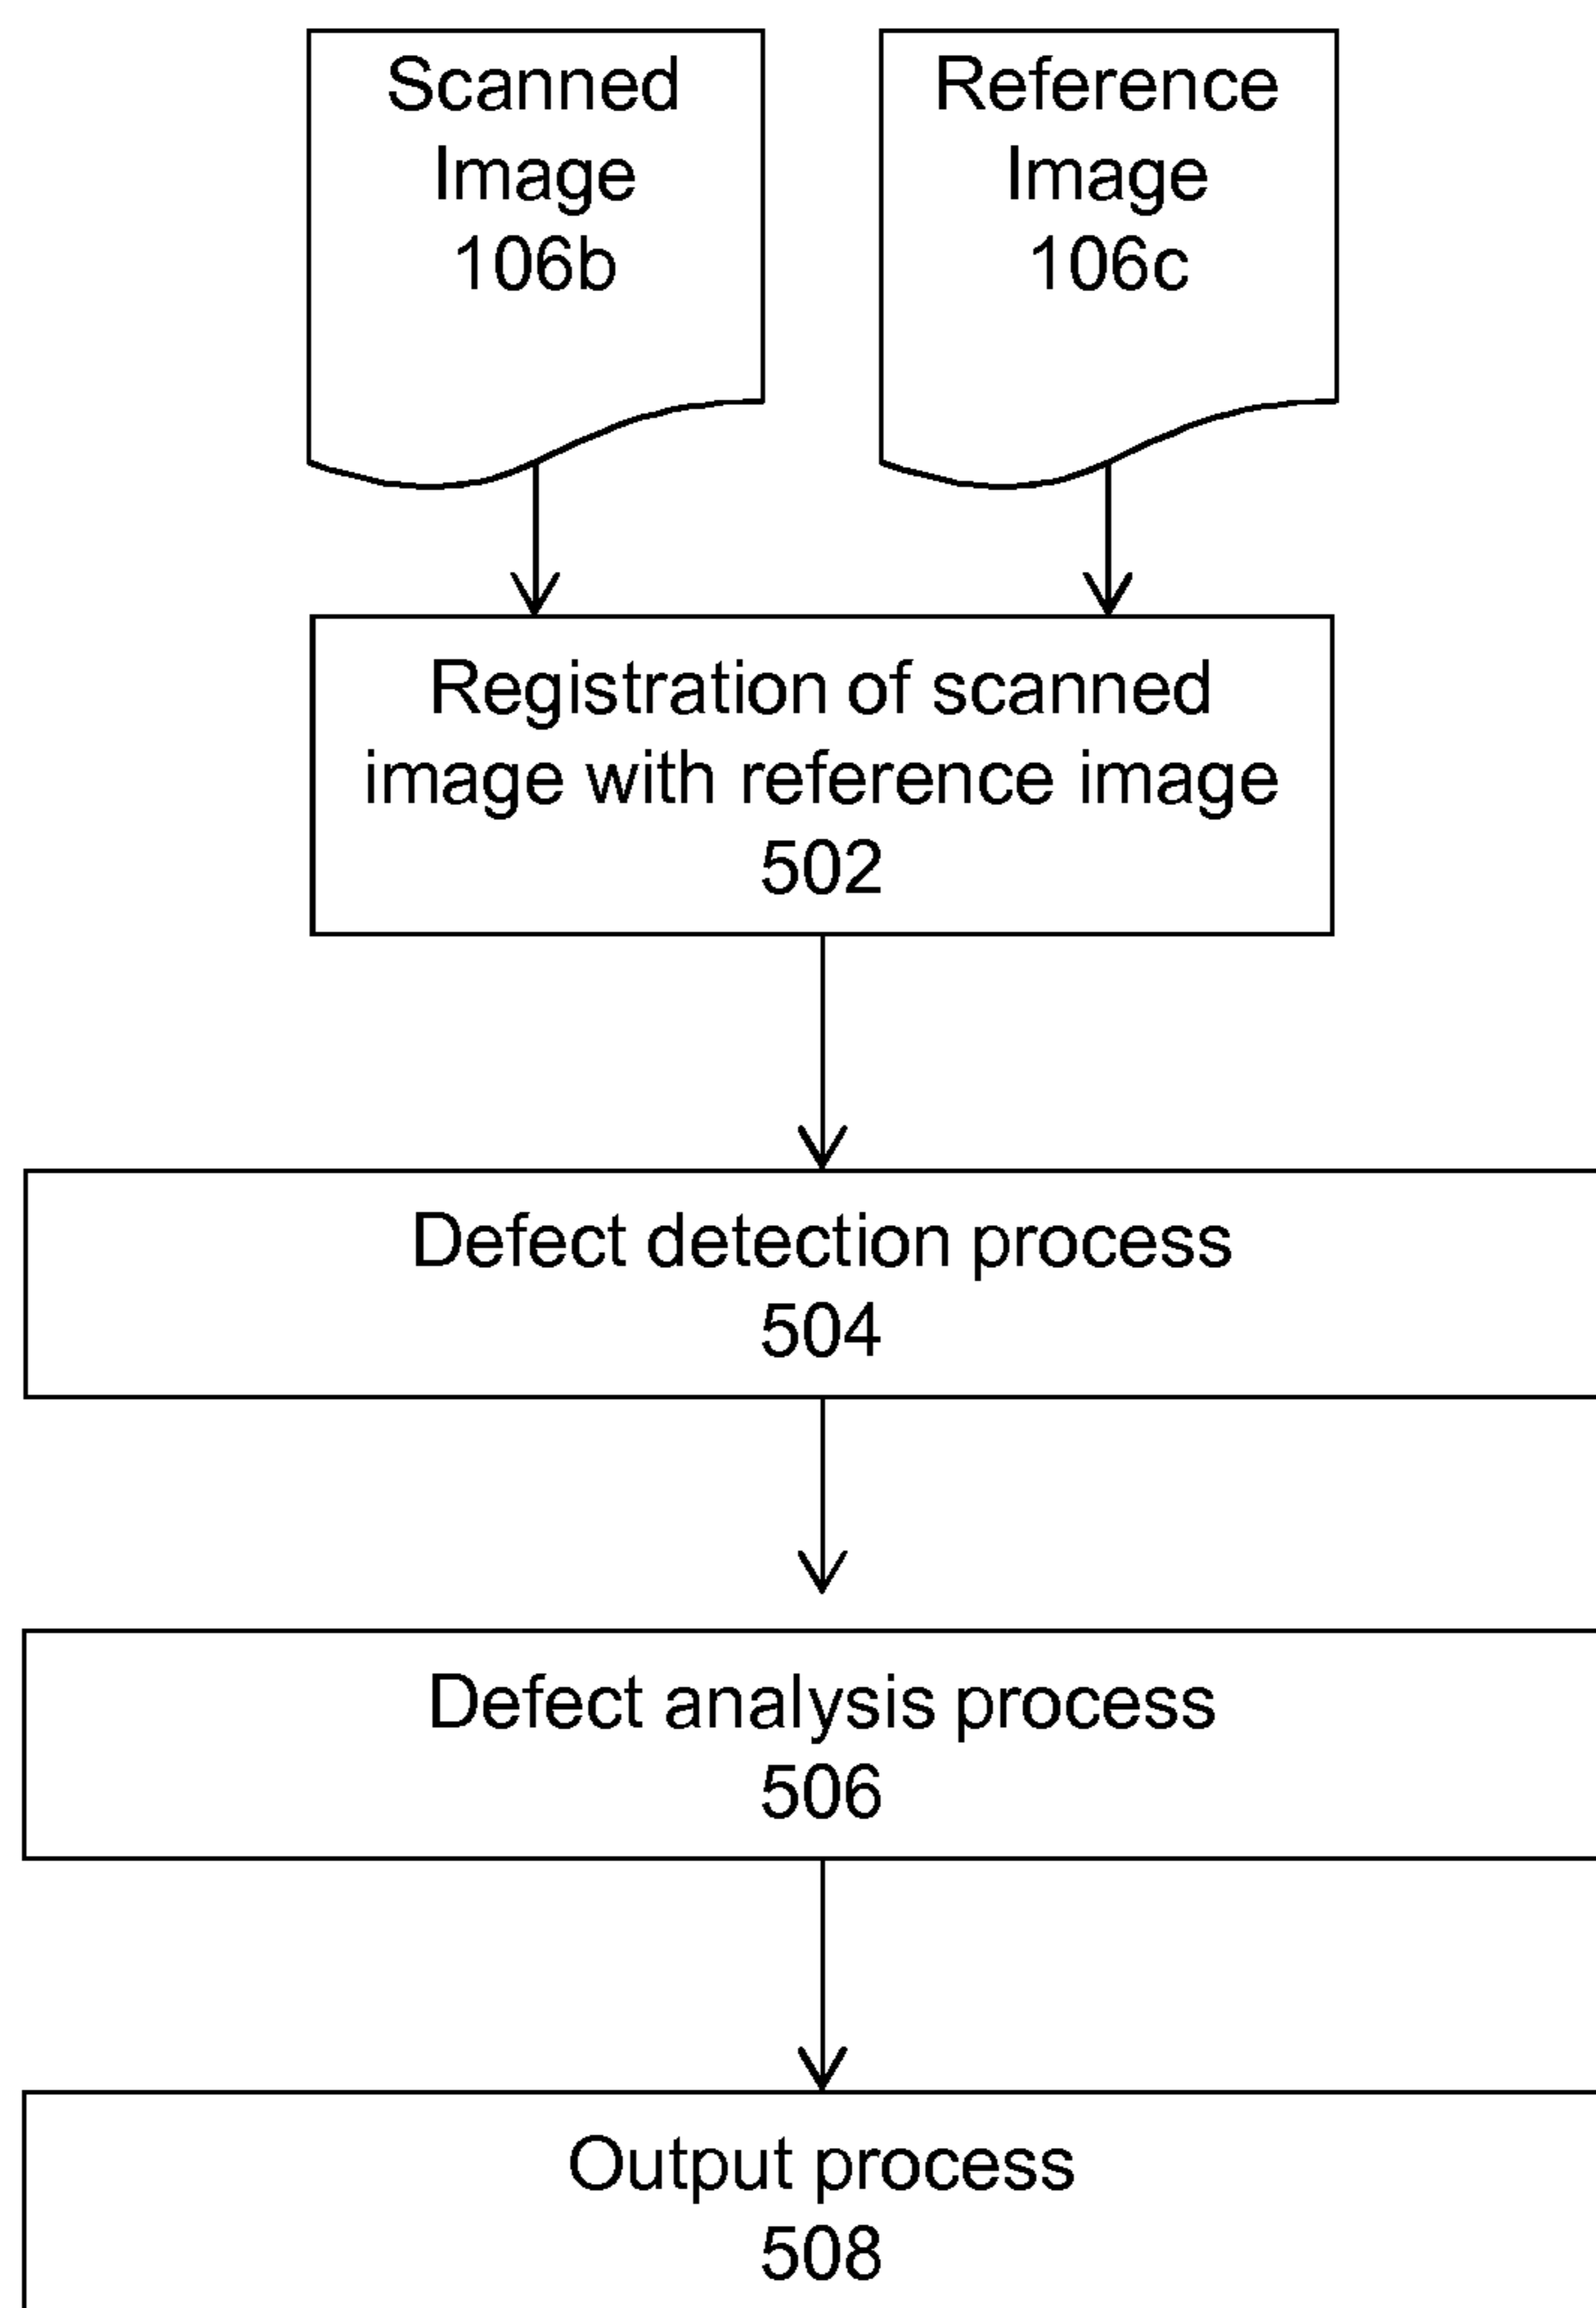 Scanned
Image
106b
Reference
Image
106c
Registration of scanned
image with reference image
502
Defect detection process
504
Defect analysis process
506
Output process
508